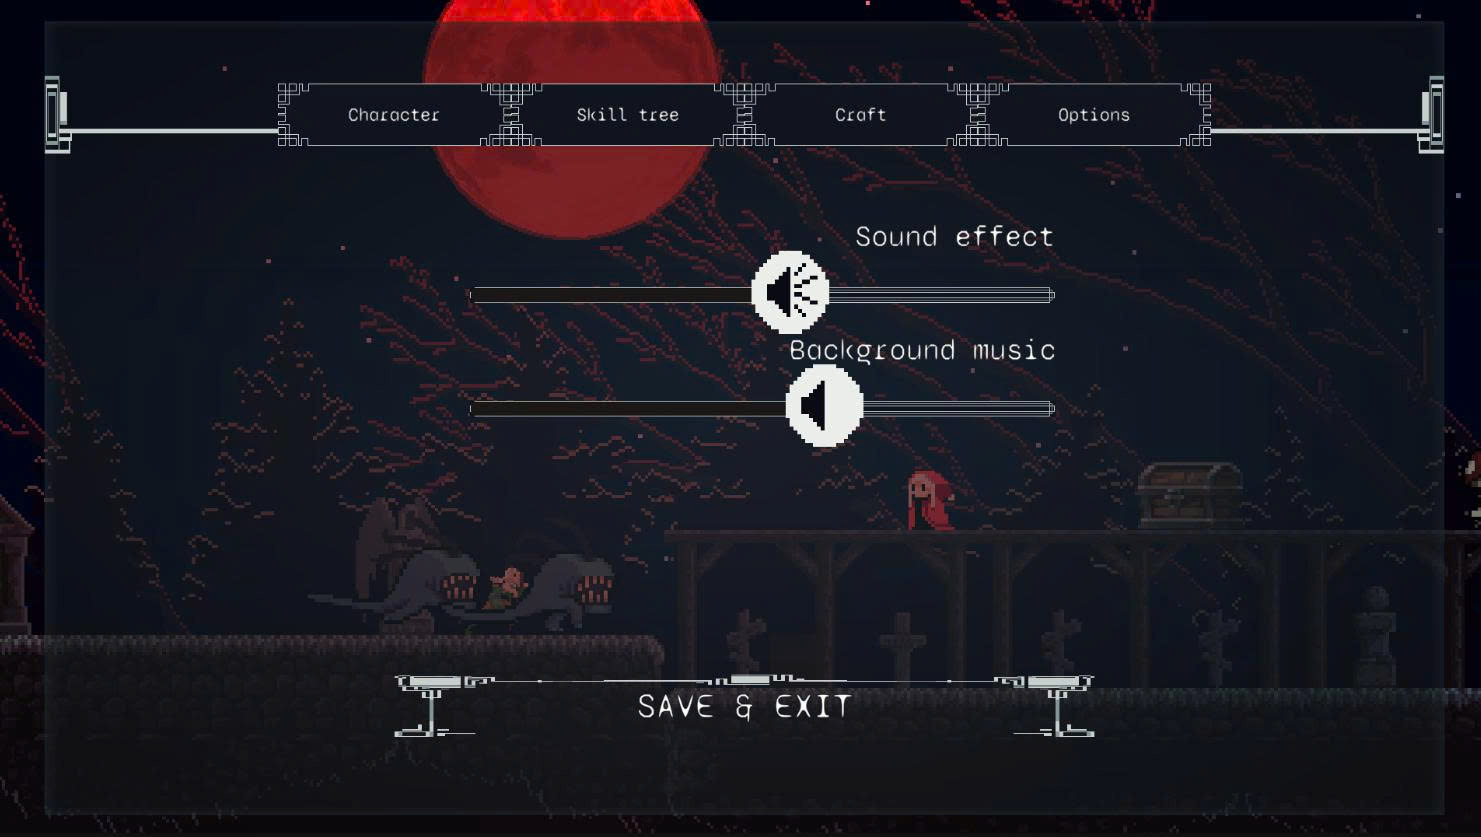 Character
Skill tree
Craft
Options
Sound effect
Background music
SAVE & EXIT